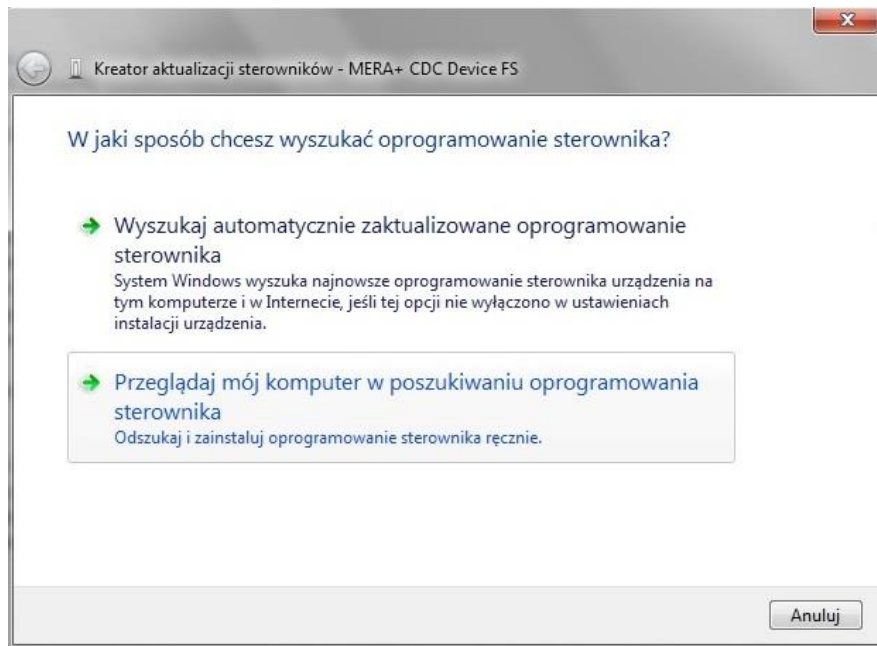 x
Kreator aktualizacji sterowników - MERA+ CDC Device FS
W jaki sposób chcesz wyszukać oprogramowanie sterownika?
Wyszukaj automatycznie zaktualizowane oprogramowanie
sterownika
System Windows wyszuka najnowsze oprogramowanie sterownika urządzenia na
tym komputerze i w Internecie, jeśli tej opcji nie wyłączono w ustawieniach
instalacji urządzenia.
Przeglądaj mój komputer w poszukiwaniu oprogramowania
sterownika
Odszukaj i zainstaluj oprogramowanie sterownika ręcznie.
Anuluj